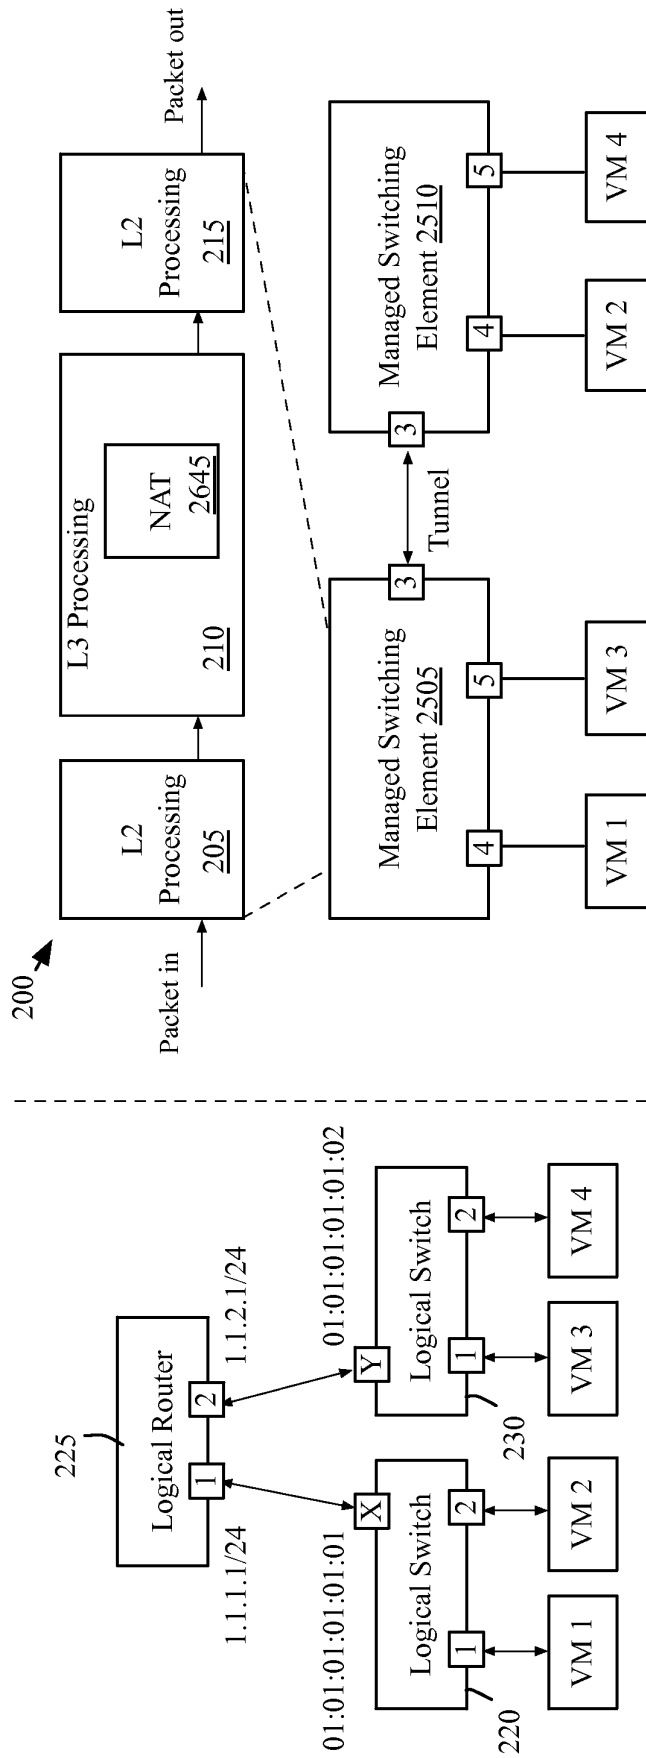 225
Logical Router
1
2
1.1.1.1/24
1.1.2.1/24
01:01:01:01:01:01
01:01:01:01:01:02
X
Y
Logical Switch
Logical Switch
1
2
1
2
220
230
VM 1
VM 2
VM 3
VM 4
200
Packet in
L2
Processing
205
L3 Processing
210
NAT
2645
L2
Processing
215
Packet out
Managed Switching
Element 2505
3
Tunnel
3
Managed Switching
Element 2510
4
5
4
5
VM 1
VM 3
VM 2
VM 4